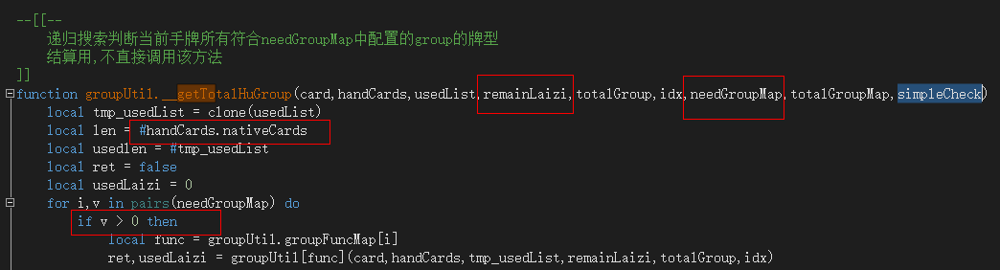 --[[--
递归搜索判断当前手牌所有符合needGroupMap中配置的group的牌型
结算用,不直接调用该方法
]]
function groupUtil.__getTotalHuGroup(card,handCards,usedList,remainLaizi,totalGroup,idx,needGroupMap,totalGroupMap,simpleCheck)
local tmp_usedList = clone(usedList)
local len = #handCards.nativeCards
local usedlen = #tmp_usedList
local ret = false
local usedLaizi = 0
for i,v in pairs(needGroupMap) do
if v > 0 then
local func = groupUtil.groupFuncMap[i]
ret,usedLaizi = groupUtil[func](card,handCards,tmp_usedList,remainLaizi,totalGroup,idx)